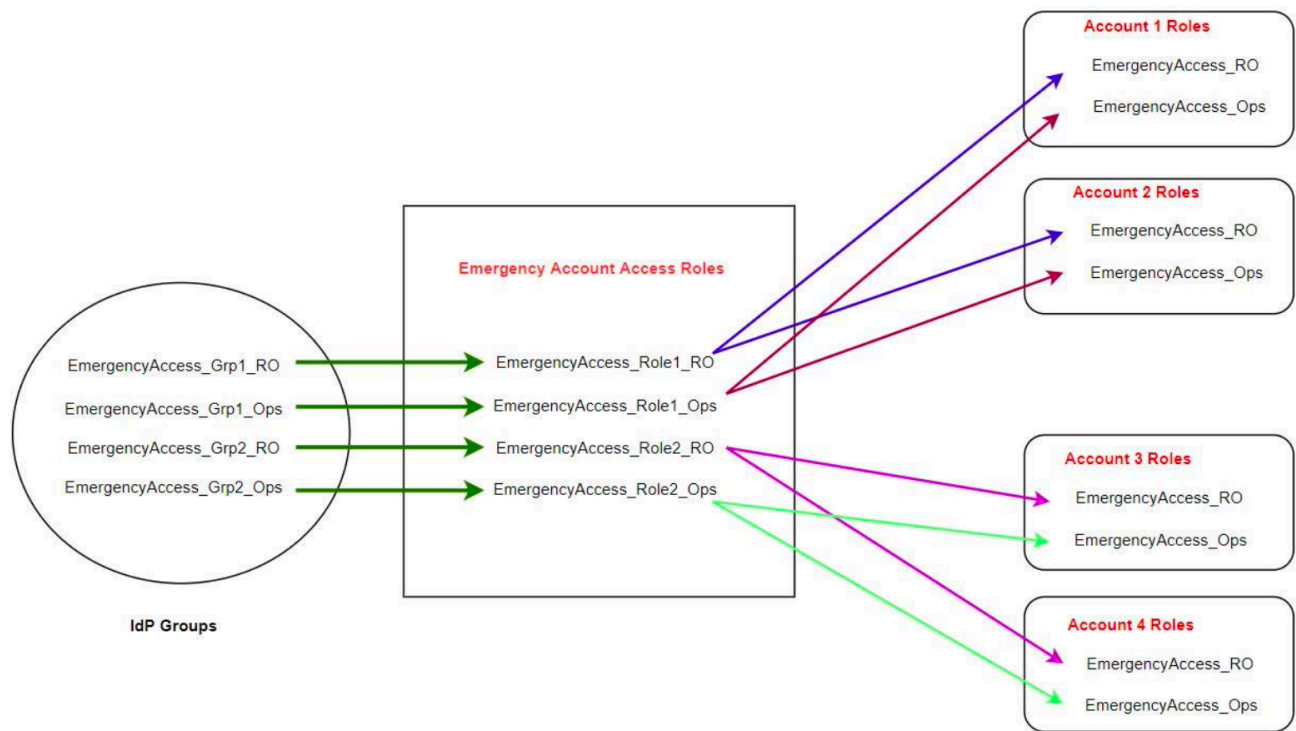 IdP Groups
EmergencyAccess_Grp1_RO
EmergencyAccess_Grp1_Ops
EmergencyAccess_Grp2_RO
EmergencyAccess_Grp2_Ops
Emergency Account Access Roles
EmergencyAccess_Role1_RO
EmergencyAccess_Role1_Ops
EmergencyAccess_Role2_RO
EmergencyAccess_Role2_Ops
Account 1 Roles
EmergencyAccess_RO
EmergencyAccess_Ops
Account 2 Roles
EmergencyAccess_RO
EmergencyAccess_Ops
Account 3 Roles
EmergencyAccess_RO
EmergencyAccess_Ops
Account 4 Roles
EmergencyAccess_RO
EmergencyAccess_Ops